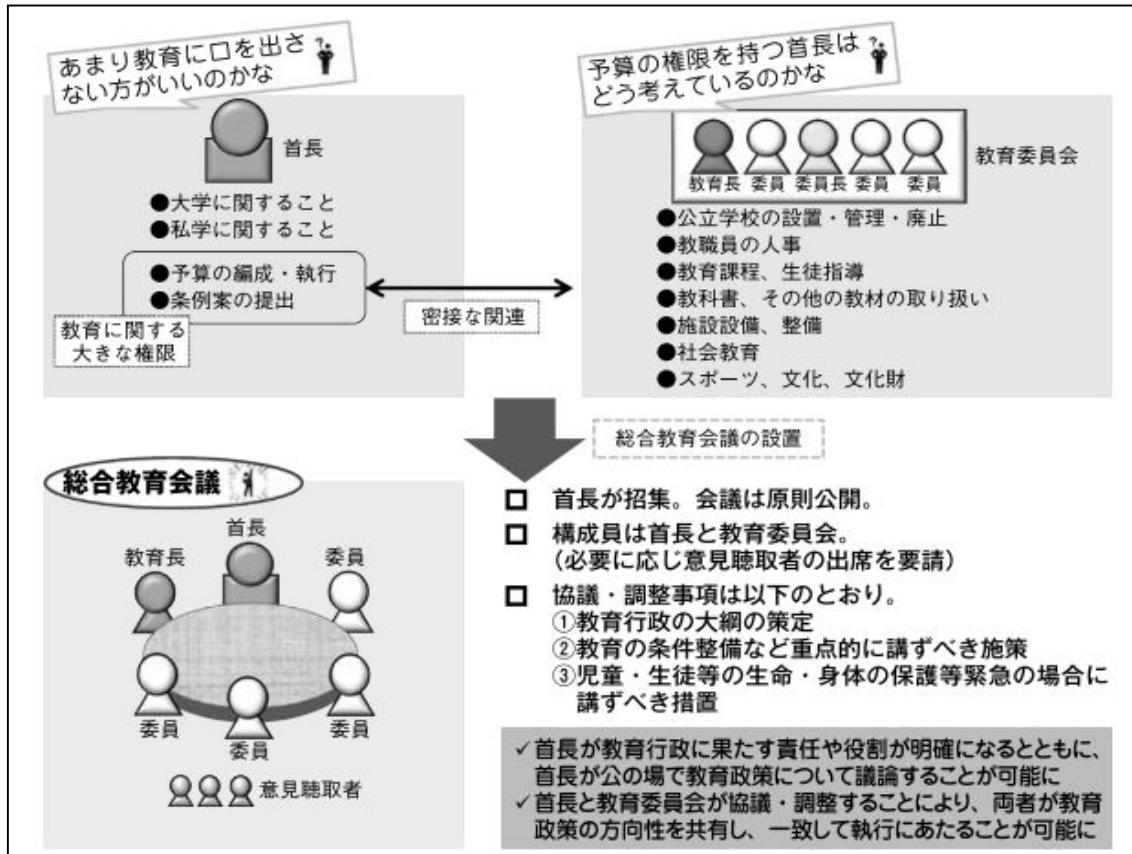 あまり教育に口を出さ
ない方がいいのかな
?
首長
●大学に関すること
●私学に関すること
●予算の編成・執行
●条例案の提出
教育に関する
大きな権限
密接な関連
予算の権限を持つ首長は
どう考えているのかな
?
教育長 委員 委員長 委員 委員
教育委員会
●公立学校の設置・管理・廃止
●教職員の人事
●教育課程、生徒指導
●教科書、その他の教材の取り扱い
●施設設備、整備
●社会教育
●スポーツ、文化、文化財
総合教育会議の設置
総合教育会議
首長
教育長
委員
委員
委員
委員
意見聴取者
□ 首長が招集。会議は原則公開。
□ 構成員は首長と教育委員会。
(必要に応じ意見聴取者の出席を要請)
□ 協議・調整事項は以下のとおり。
①教育行政の大綱の策定
②教育の条件整備など重点的に講ずべき施策
③児童・生徒等の生命・身体の保護等緊急の場合に
講ずべき措置
✓首長が教育行政に果たす責任や役割が明確になるとともに、
首長が公の場で教育政策について議論することが可能に
✓首長と教育委員会が協議・調整することにより、両者が教育
政策の方向性を共有し、一致して執行にあたることが可能に